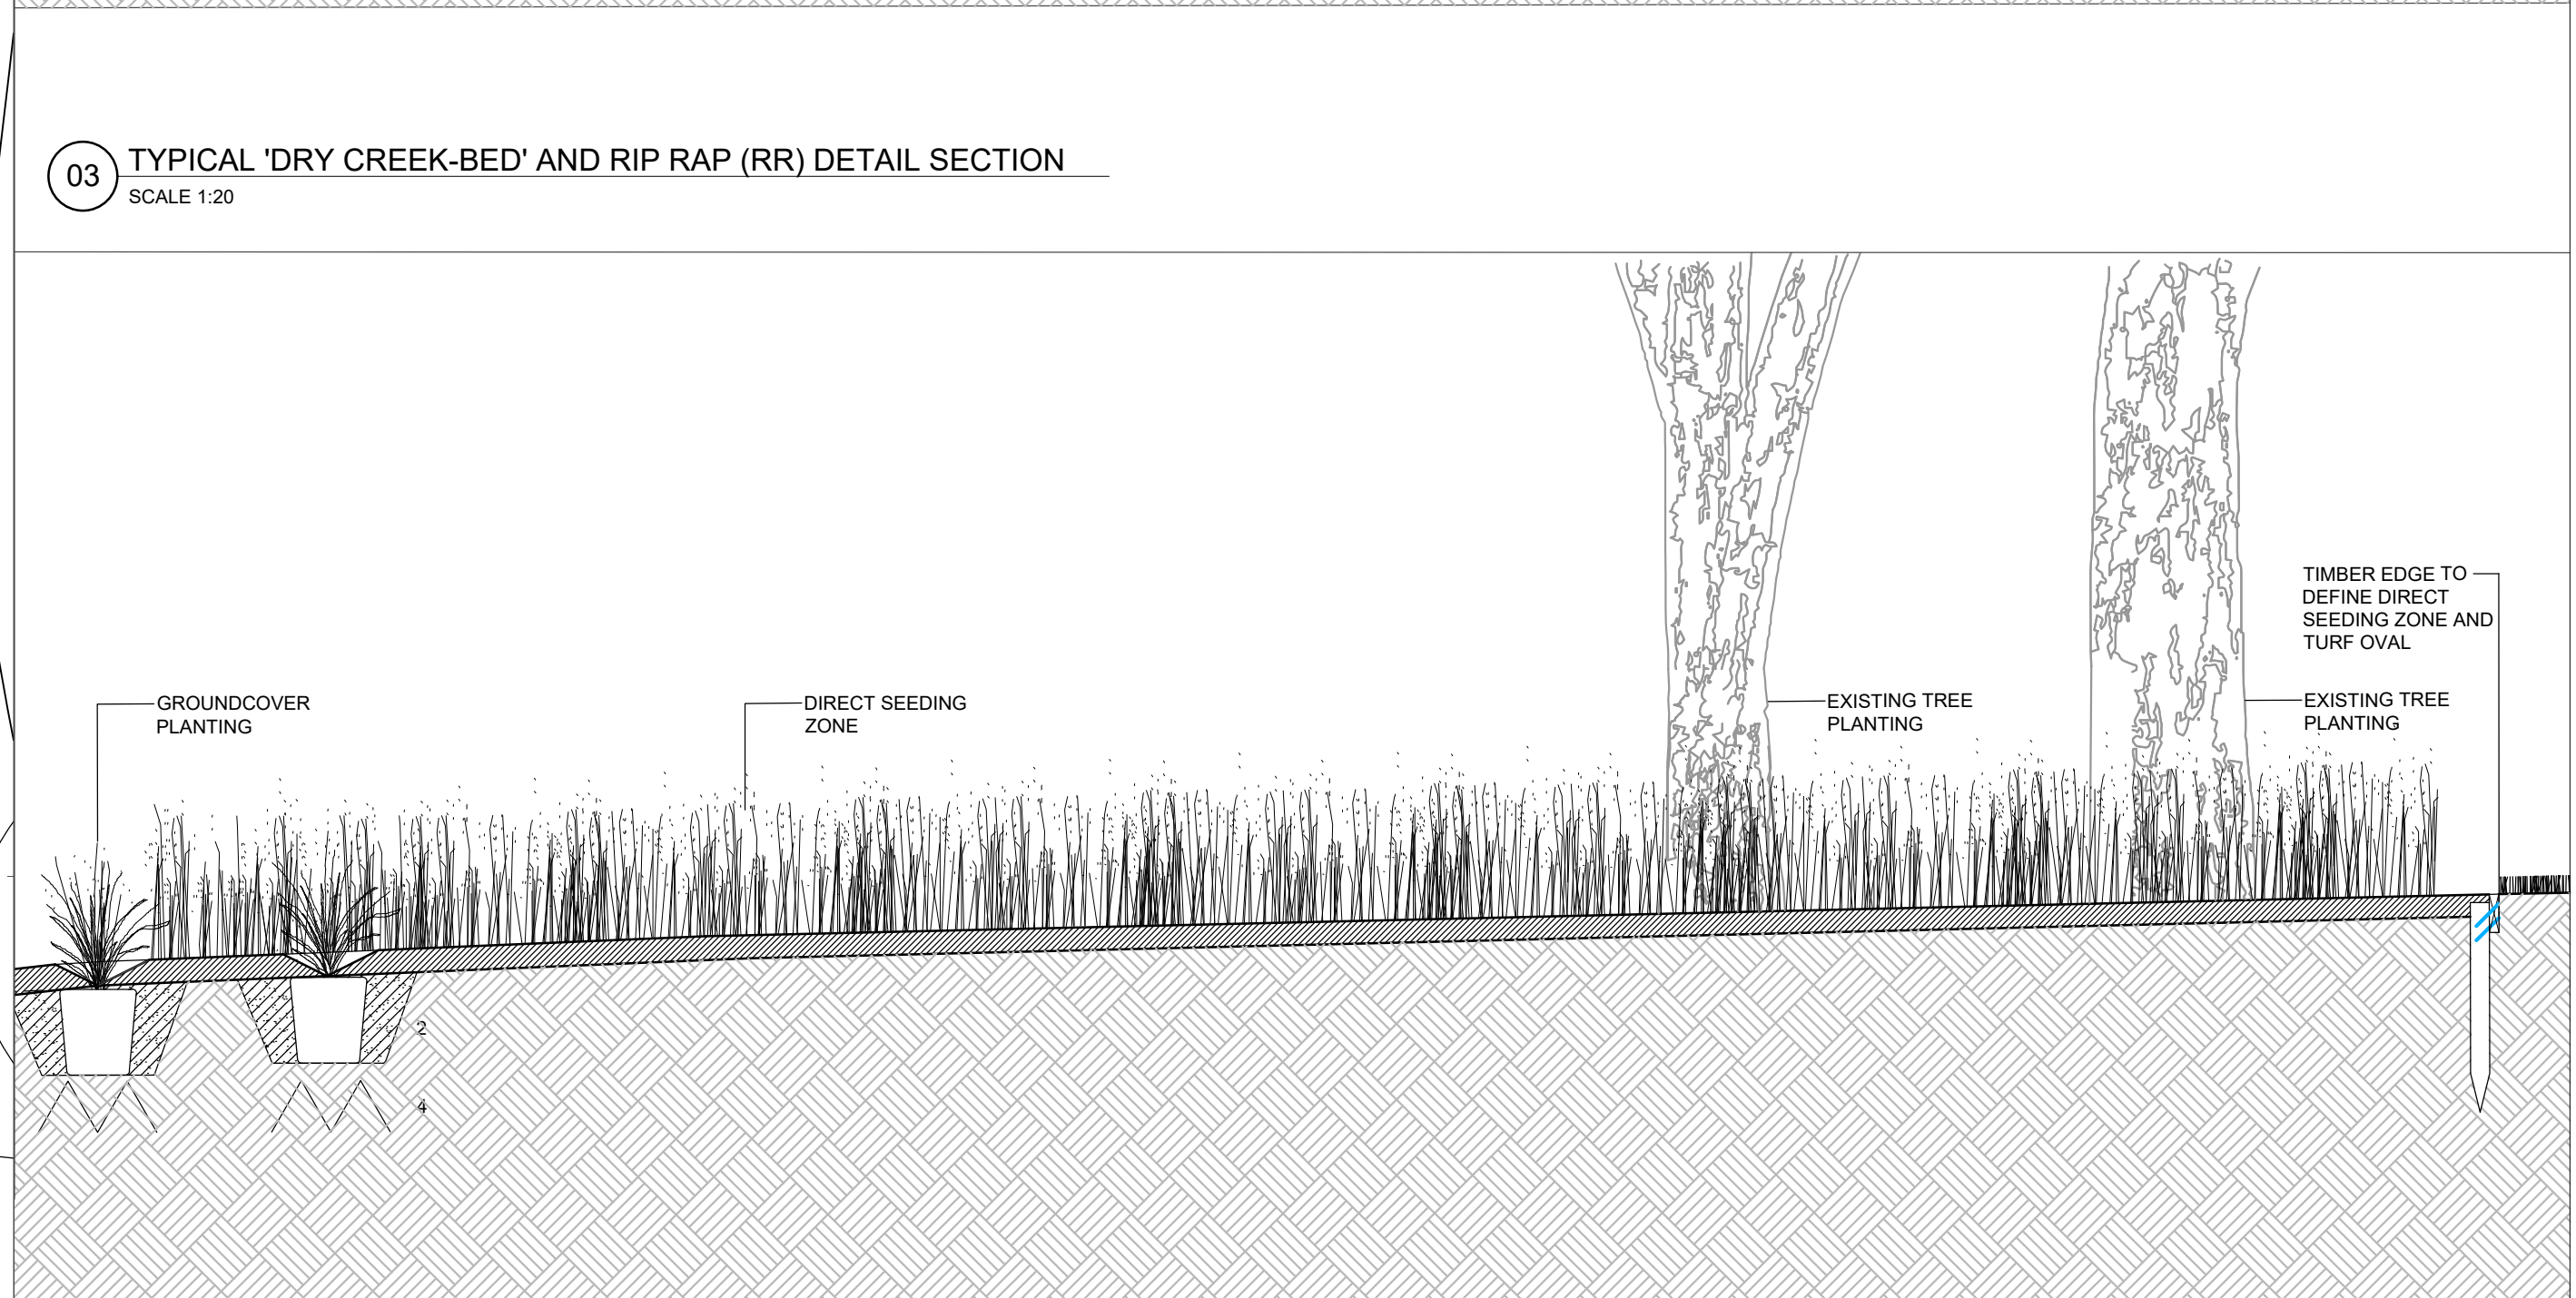 03
TYPICAL 'DRY CREEK-BED' AND RIP RAP (RR) DETAIL SECTION
SCALE 1:20
TIMBER EDGE TO
DEFINE DIRECT
SEEDING ZONE AND
TURF OVAL
GROUNDCOVER
PLANTING
DIRECT SEEDING
ZONE
EXISTING TREE
PLANTING
EXISTING TREE
PLANTING
2
4